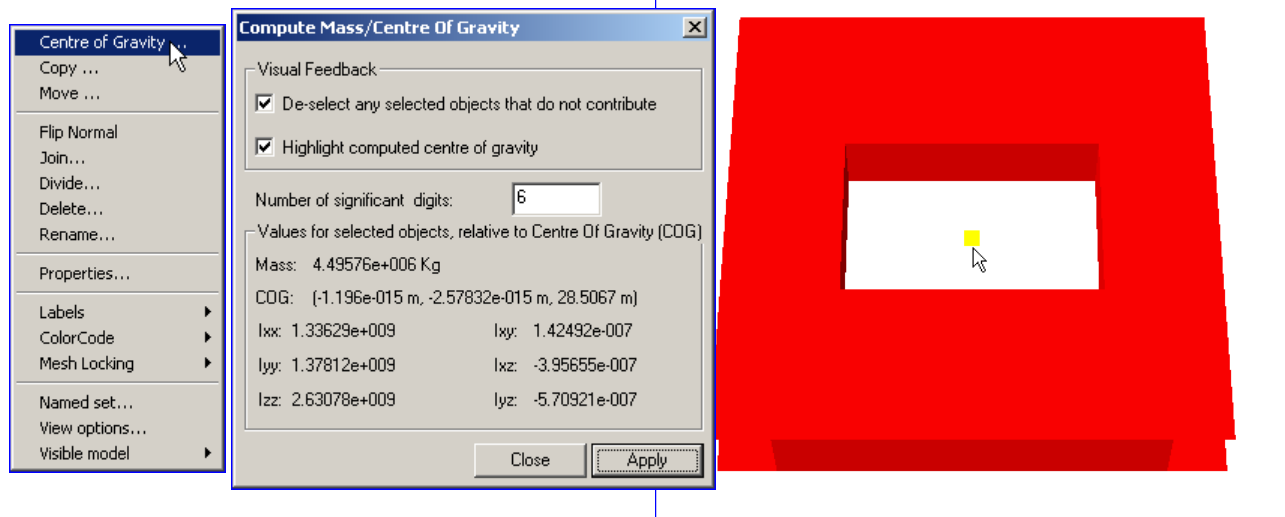 Centre of Gravity ...
Copy ...
Move ...
Flip Normal
Join...
Divide...
Delete...
Rename...
Properties...
Labels
ColorCode
Mesh Locking
Named set...
View options...
Visible model
Compute Mass/Centre Of Gravity
Visual Feedback
De-select any selected objects that do not contribute
Highlight computed centre of gravity
Number of significant digits: 6
Values for selected objects, relative to Centre Of Gravity (COG)
Mass: 4.49576e+006 Kg
COG: (-1.196e-015 m, -2.57832e-015 m, 28.5067 m)
Ixx: 1.33629e+009 Ixy: 1.42492e-007
Iyy: 1.37812e+009 Ixz: -3.95655e-007
Izz: 2.63078e+009 Iyz: -5.70921e-007
Close Apply